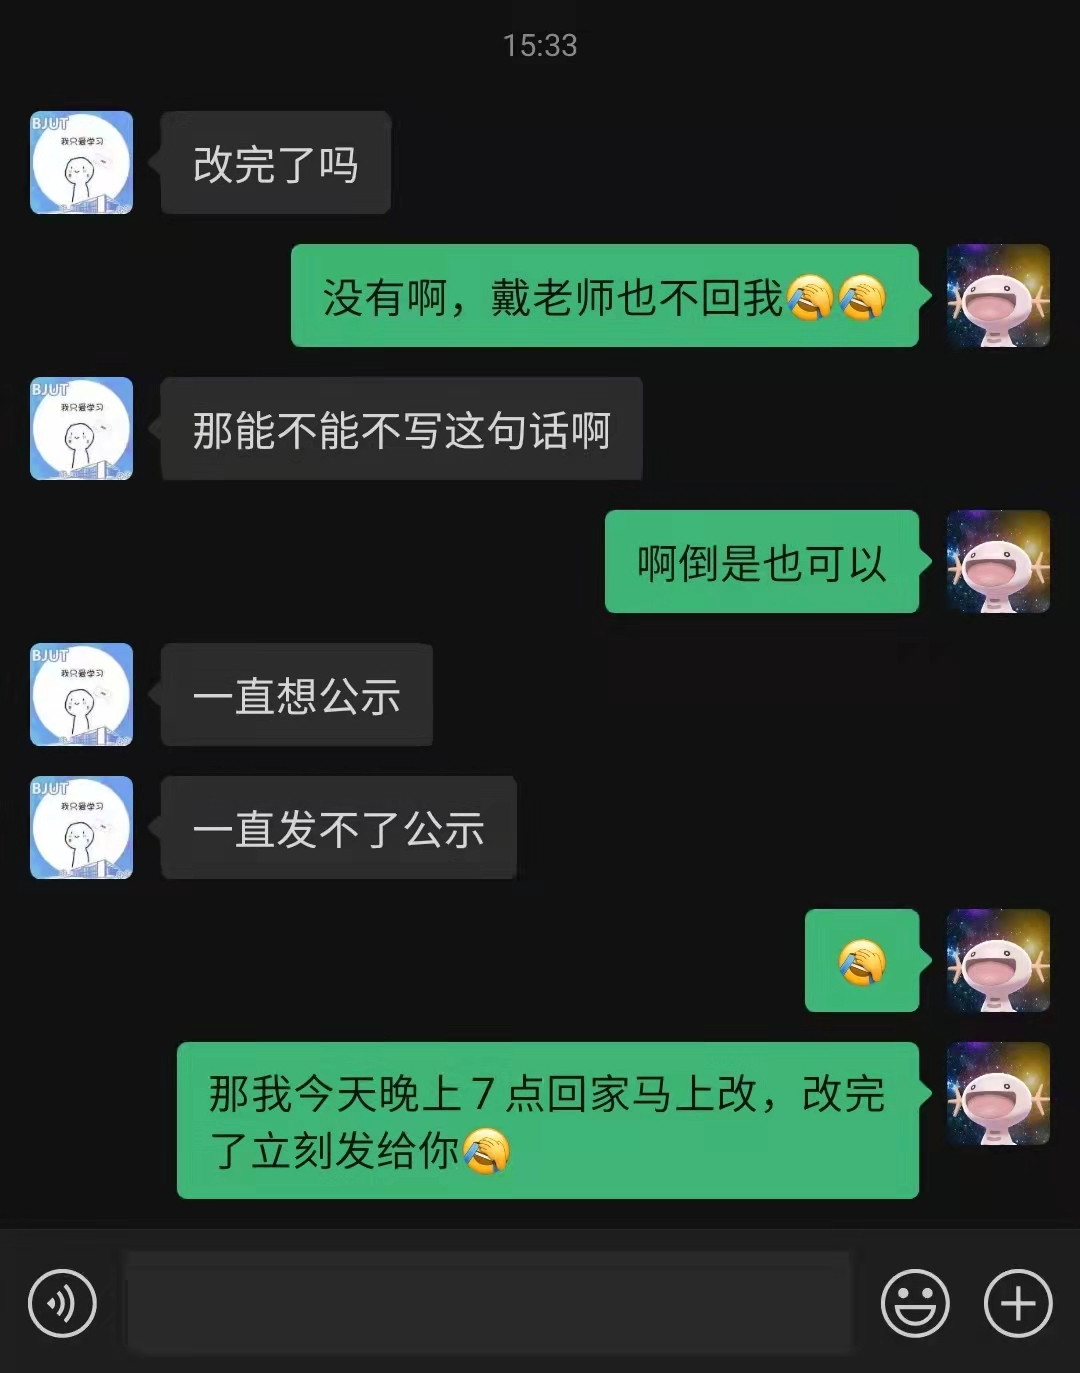 15:33
BJUT
我只爱学习
改完了吗
没有啊，戴老师也不回我🤦🤦
BJUT
我只爱学习
那能不能不写这句话啊
啊倒是也可以
BJUT
我只爱学习
一直想公示
BJUT
我只爱学习
一直发不了公示
那我今天晚上7点回家马上改，改完
了立刻发给你